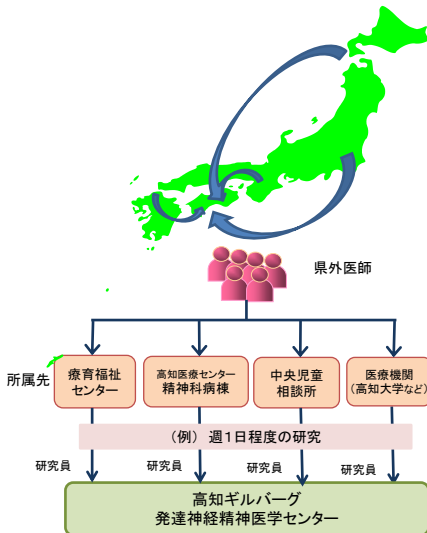 県外医師
所属先
療育福祉
センター
高知医療センター
精神科病棟
中央児童
相談所
医療機関
(高知大学など)
(例) 週1日程度の研究
研究員
研究員
研究員
研究員
高知ギルバーグ
発達神経精神医学センター